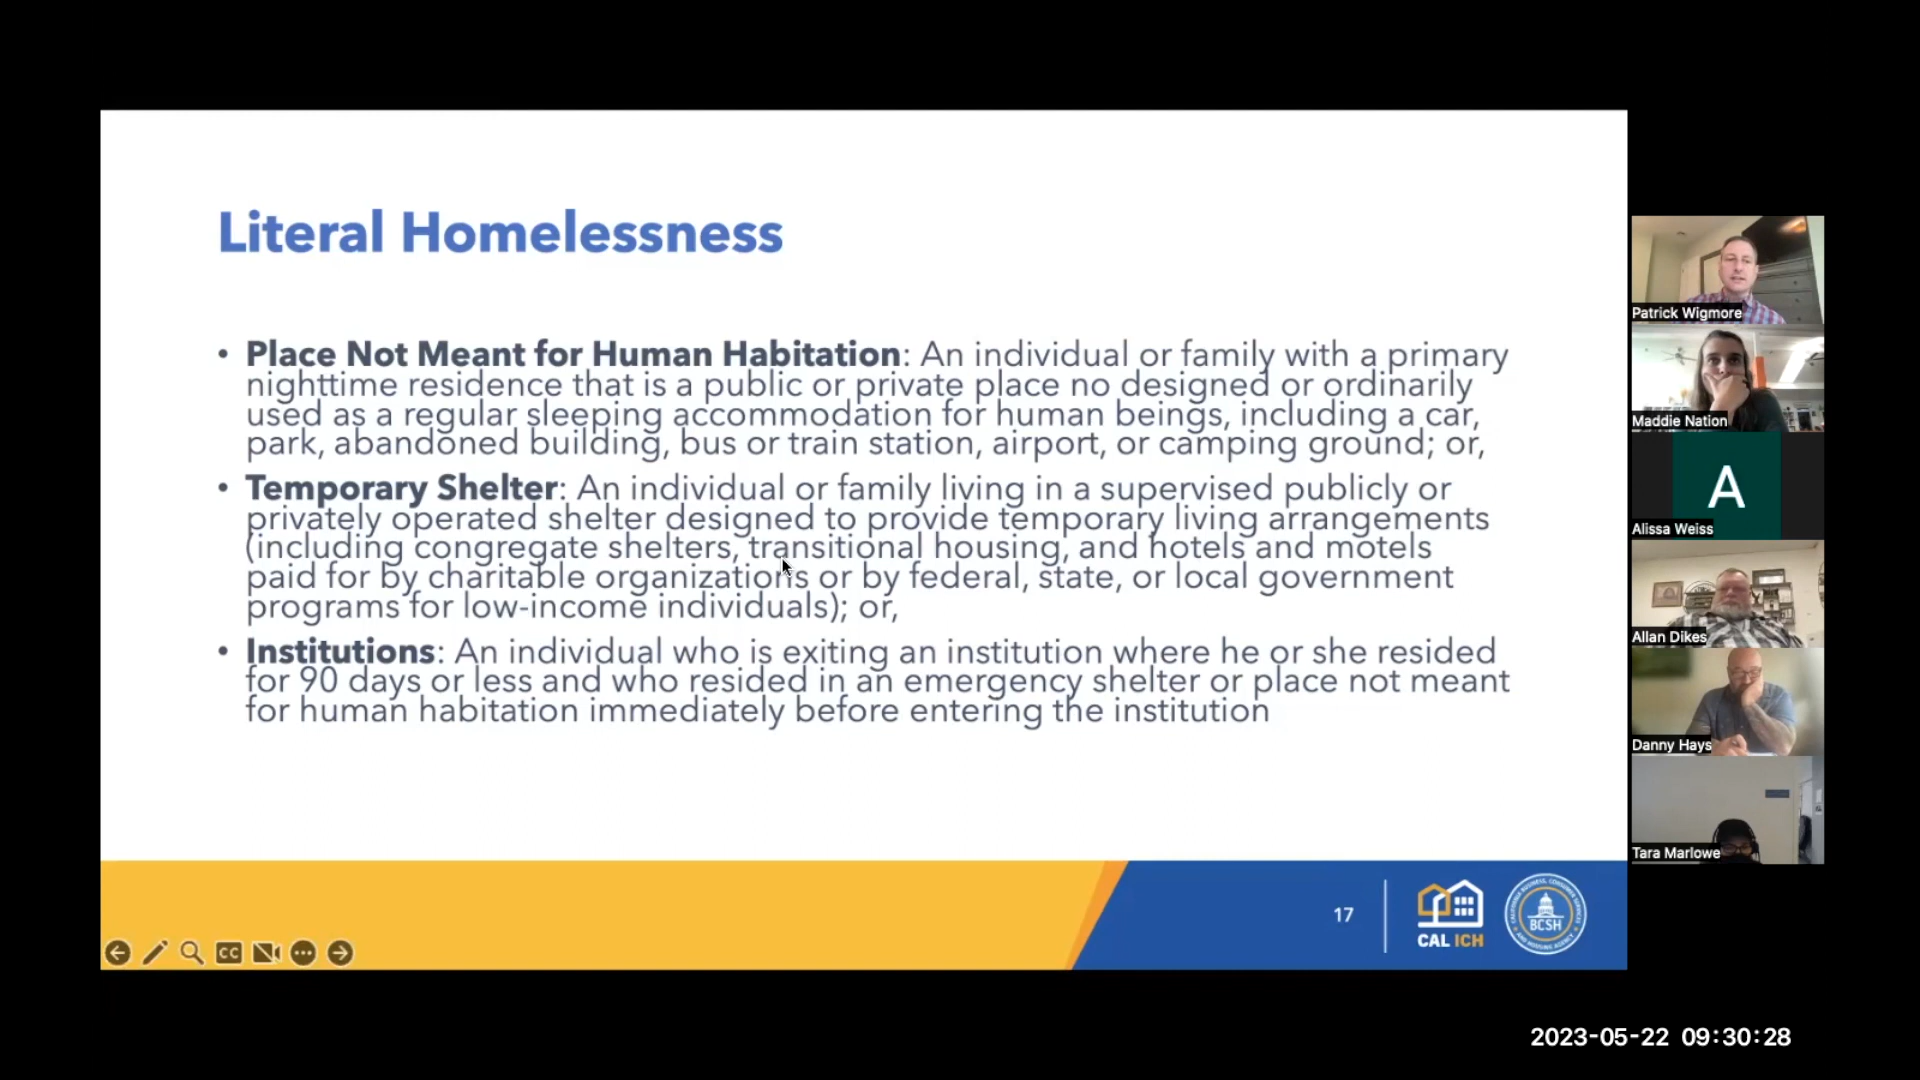 Literal Homelessness
• Place Not Meant for Human Habitation: An individual or family with a primary
nighttime residence that is a public or private place no designed or ordinarily
used as a regular sleeping accommodation for human beings, including a car,
park, abandoned building, bus or train station, airport, or camping ground; or,
• Temporary Shelter: An individual or family living in a supervised publicly or
privately operated shelter designed to provide temporary living arrangements
(including congregate shelters, transitional housing, and hotels and motels
paid for by charitable organizations or by federal, state, or local government
programs for low-income individuals); or,
• Institutions: An individual who is exiting an institution where he or she resided
for 90 days or less and who resided in an emergency shelter or place not meant
for human habitation immediately before entering the institution
17
CAL ICH
CALIFORNIA BUSINESS, CONSUMER SERVICES
BCSH
AND HOUSING AGENCY
CC
Patrick Wigmore
Maddie Nation
A
Alissa Weiss
Allan Dikes
Danny Hays
Tara Marlowe
2023-05-22 09:30:28